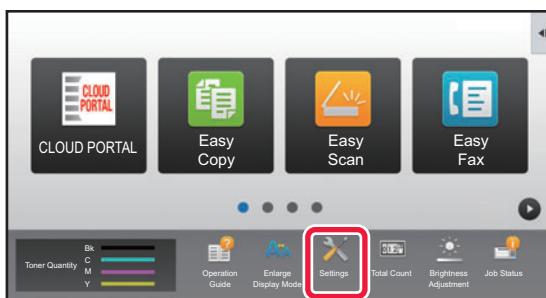 CLOUD
PORTAL
CLOUD PORTAL
Easy
Copy
Easy
Scan
Easy
Fax
Toner Quantity
Bk
C
M
Y
Operation
Guide
Enlarge
Display Mode
Settings
Total Count
Brightness
Adjustment
Job Status